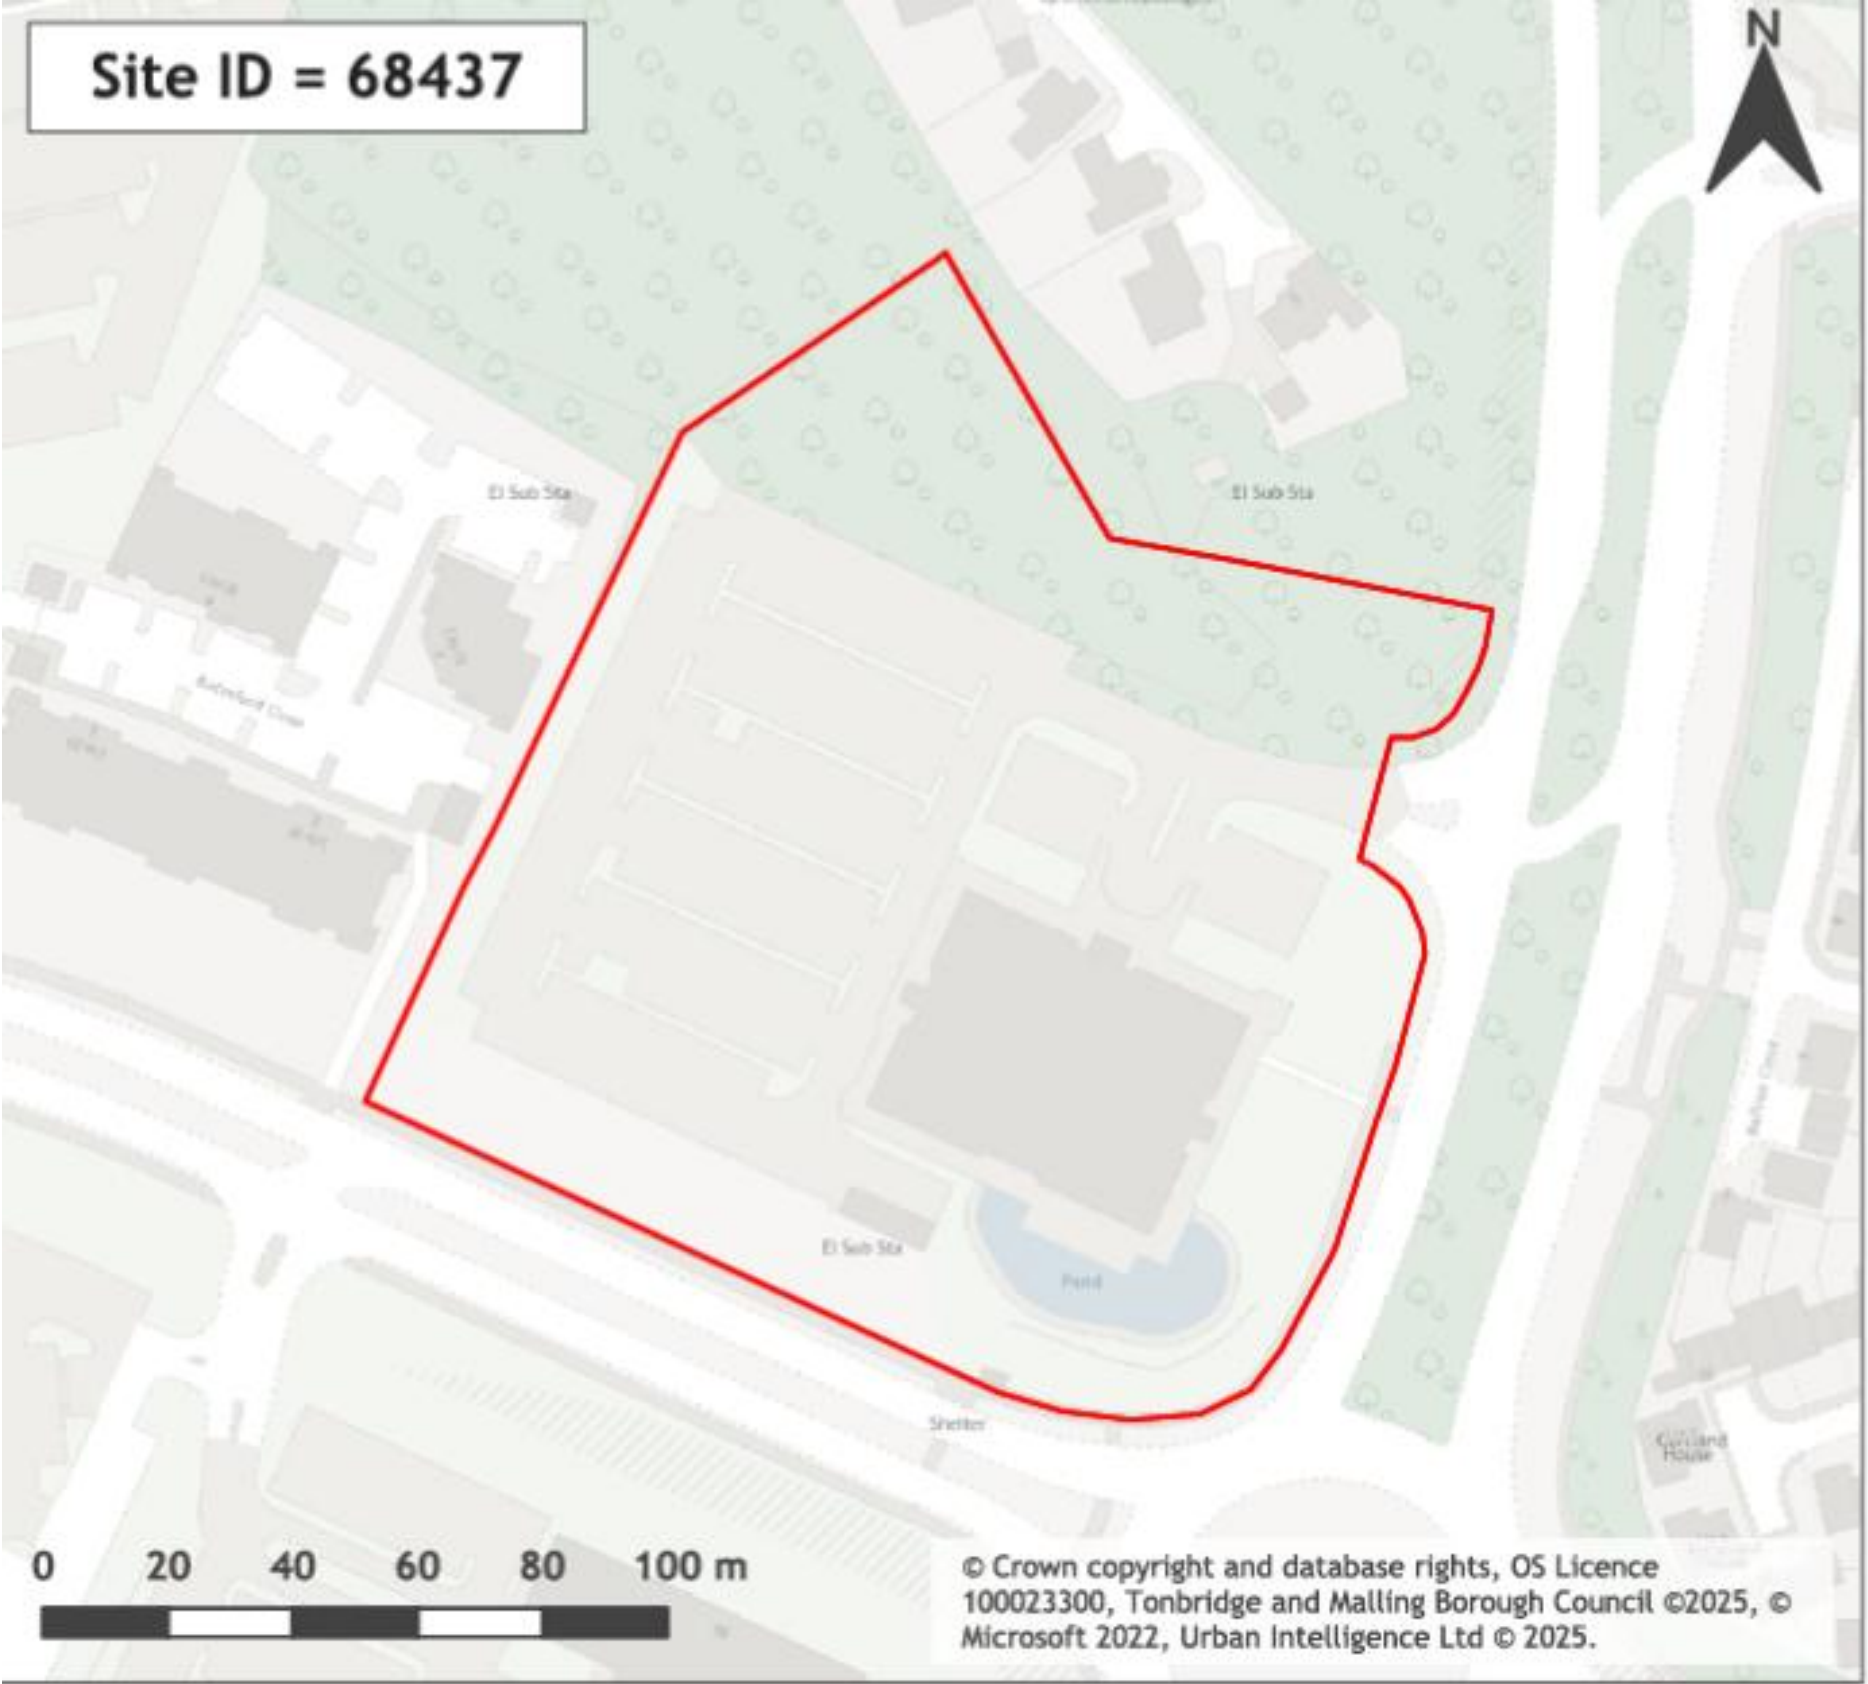 Site ID = 68437
N
El Sub Sta
El Sub Sta
El Sub Sta
Pond
Shelter
0 20 40 60 80 100 m
© Crown copyright and database rights, OS Licence
100023300, Tonbridge and Malling Borough Council ©2025, ©
Microsoft 2022, Urban Intelligence Ltd © 2025.